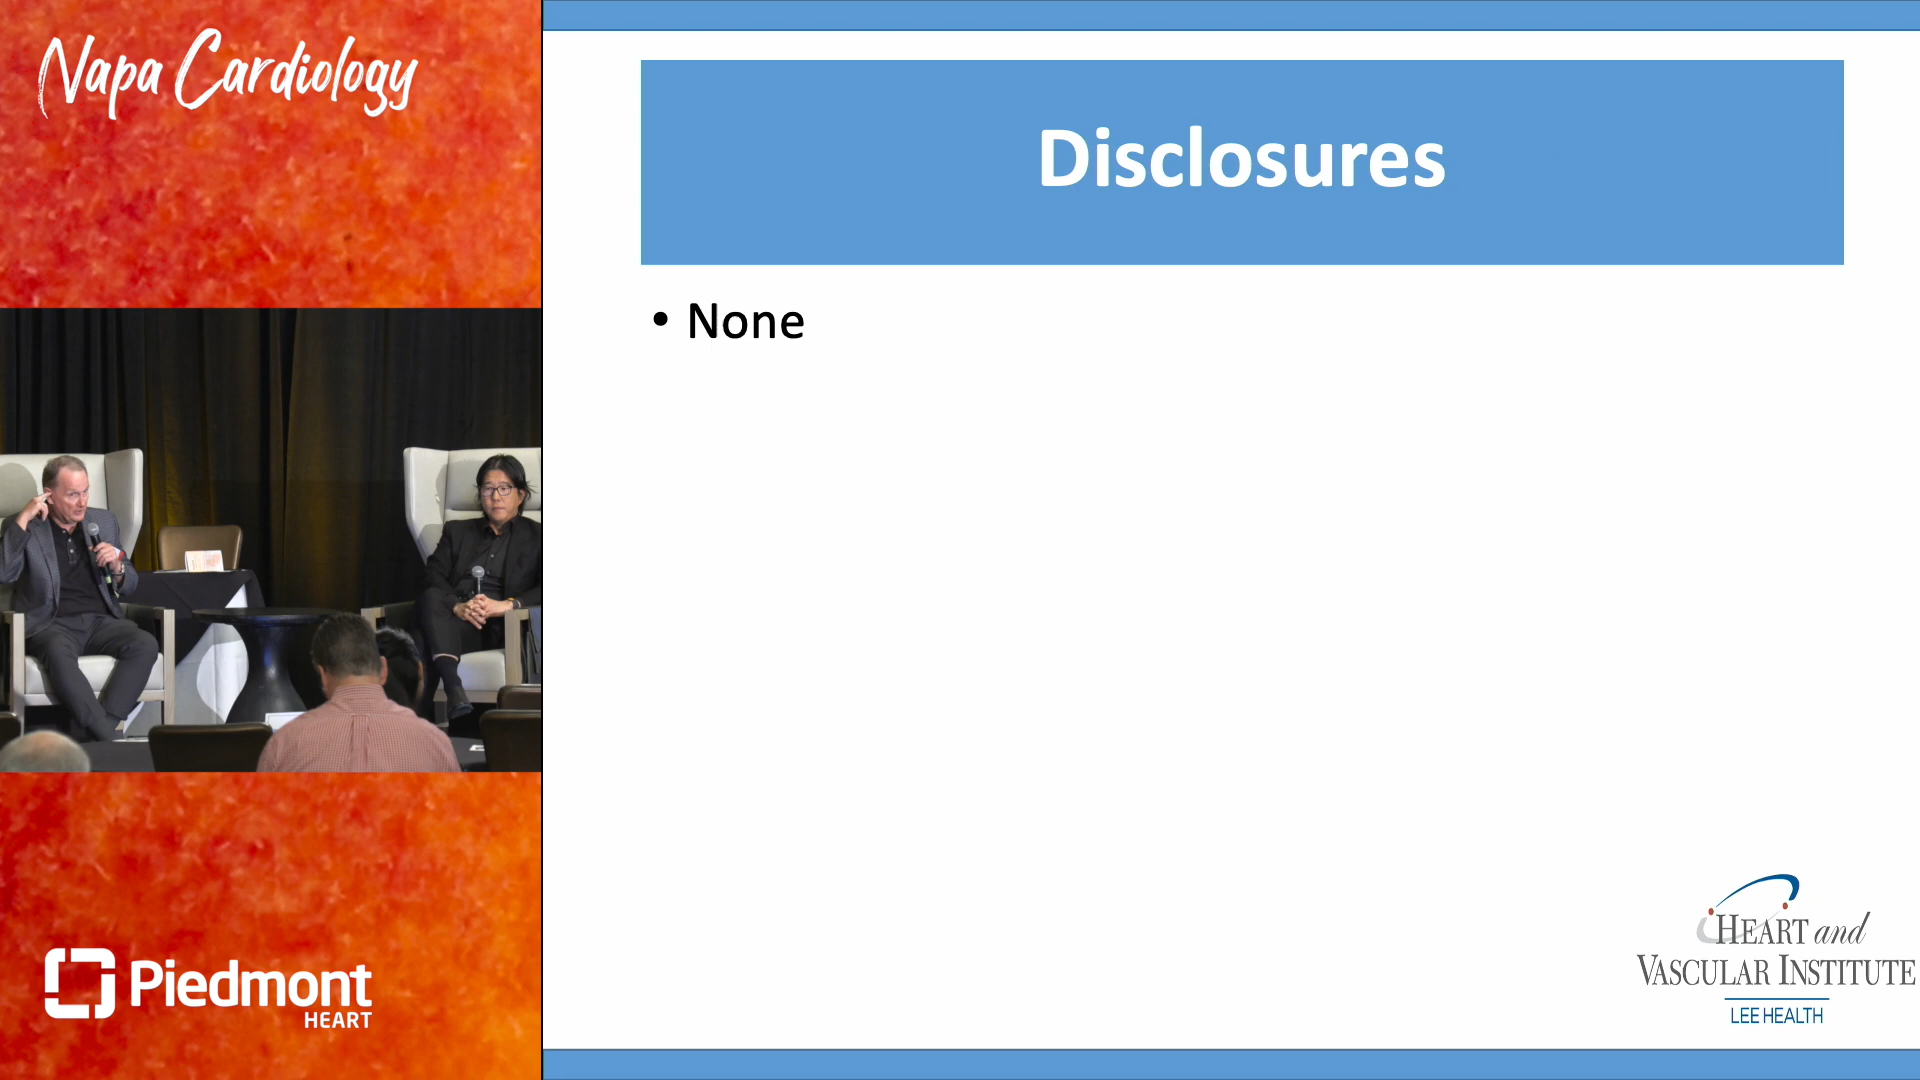 Napa Cardiology
Disclosures
• None
Piedmont
HEART
HEART and
VASCULAR INSTITUTE
LEE HEALTH